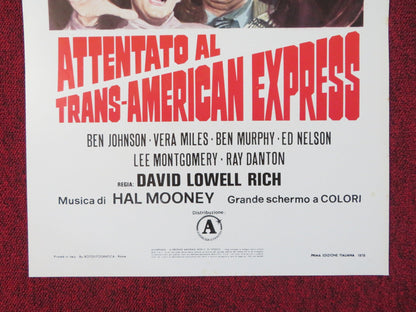 ATTENTATO AL
TRANS-AMERICAN EXPRESS
BEN JOHNSON · VERA MILES · BEN MURPHY · ED NELSON
LEE MONTGOMERY · RAY DANTON
REGIA: DAVID LOWELL RICH
Musica di HAL MOONEY Grande schermo a COLORI
Distribuzione:
A
PRIMA EDIZIONE ITALIANA 1976